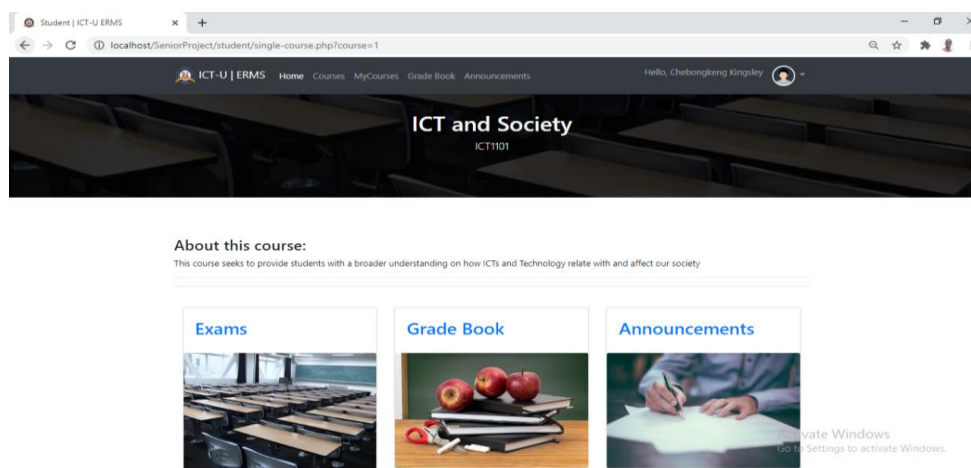 Student | ICT-U ERMS
localhost/SeniorProject/student/single-course.php?course=1
ICT-U | ERMS Home Courses MyCourses Grade Book Announcements Hello, Chebongkeng Kingsley
ICT and Society
ICT1101
About this course:
This course seeks to provide students with a broader understanding on how ICTs and Technology relate with and affect our society
Exams Grade Book Announcements
Activate Windows
Go to Settings to activate Windows.